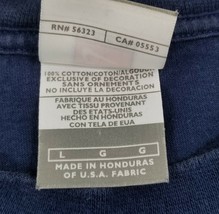 RN# 56323 CA# 05553
100% COTTON/COTON/ALGODON
EXCLUSIVE OF DECORATION
SANS ORNEMENTS
NO INCLUYE LA DECORACION
FABRIQUE AU HONDURAS
AVEC TISSU PROVENANT
DES ETATS-UNIS
HECHO EN HONDURAS
CON TELA DE EUA
L G G
MADE IN HONDURAS
OF U.S.A. FABRIC